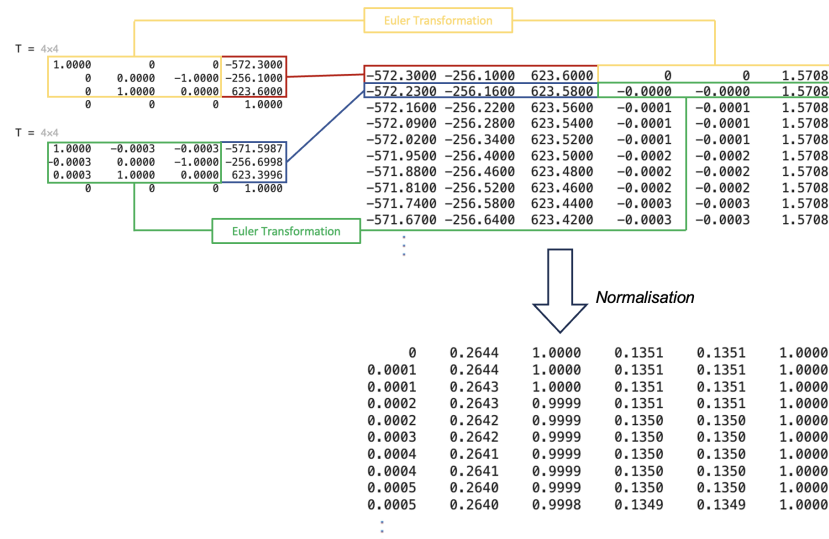 Euler Transformation
T = 4×4
1.0000 0 0 -572.3000
0 0.0000 -1.0000 -256.1000
0 1.0000 0.0000 623.6000
0 0 0 1.0000
T = 4×4
1.0000 -0.0003 -0.0003 -571.5987
-0.0003 0.0000 -1.0000 -256.6998
0.0003 1.0000 0.0000 623.3996
0 0 0 1.0000
Euler Transformation
-572.3000 -256.1000 623.6000 0 0 1.5708
-572.2300 -256.1600 623.5800 -0.0000 -0.0000 1.5708
-572.1600 -256.2200 623.5600 -0.0001 -0.0001 1.5708
-572.0900 -256.2800 623.5400 -0.0001 -0.0001 1.5708
-572.0200 -256.3400 623.5200 -0.0001 -0.0001 1.5708
-571.9500 -256.4000 623.5000 -0.0002 -0.0002 1.5708
-571.8800 -256.4600 623.4800 -0.0002 -0.0002 1.5708
-571.8100 -256.5200 623.4600 -0.0002 -0.0002 1.5708
-571.7400 -256.5800 623.4400 -0.0003 -0.0003 1.5708
-571.6700 -256.6400 623.4200 -0.0003 -0.0003 1.5708
Normalisation
0 0.2644 1.0000 0.1351 0.1351 1.0000
0.0001 0.2644 1.0000 0.1351 0.1351 1.0000
0.0001 0.2643 1.0000 0.1351 0.1351 1.0000
0.0002 0.2643 0.9999 0.1351 0.1351 1.0000
0.0002 0.2642 0.9999 0.1350 0.1350 1.0000
0.0003 0.2642 0.9999 0.1350 0.1350 1.0000
0.0004 0.2641 0.9999 0.1350 0.1350 1.0000
0.0004 0.2641 0.9999 0.1350 0.1350 1.0000
0.0005 0.2640 0.9999 0.1350 0.1350 1.0000
0.0005 0.2640 0.9998 0.1349 0.1349 1.0000